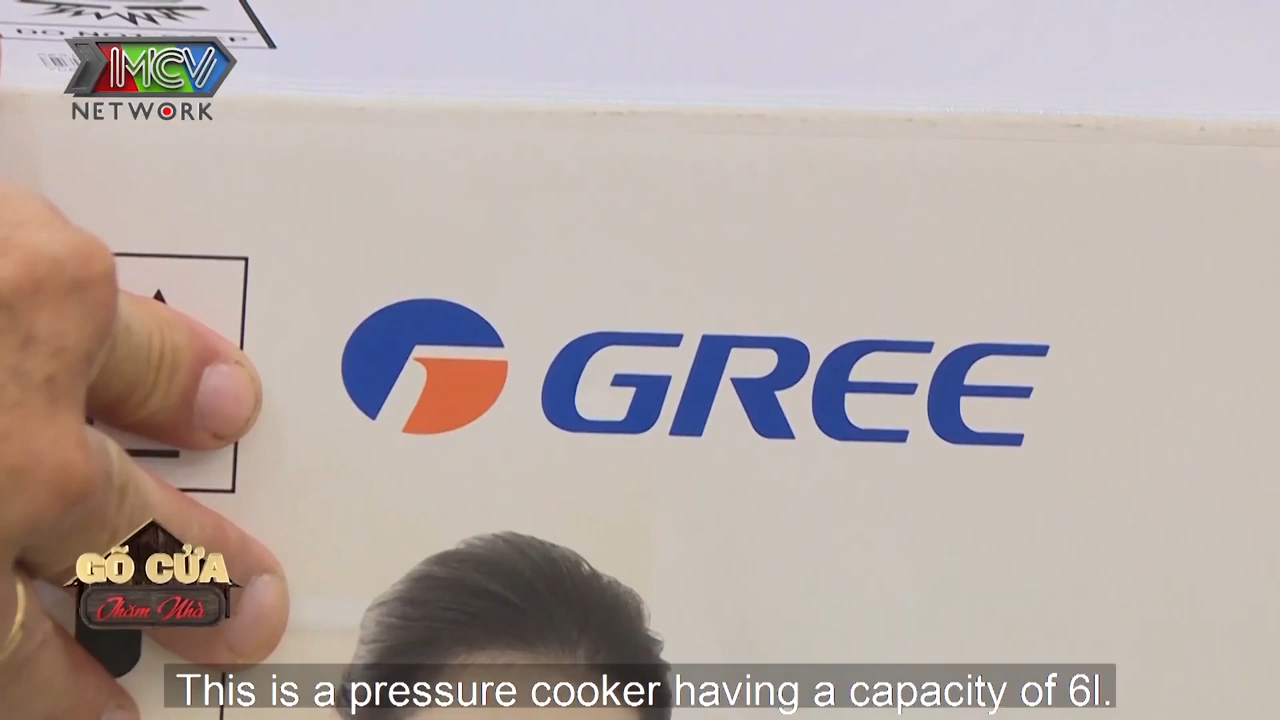 MCV
NETWORK
GREE
GÕ CỬA
Thăm Nhà
This is a pressure cooker having a capacity of 6l.